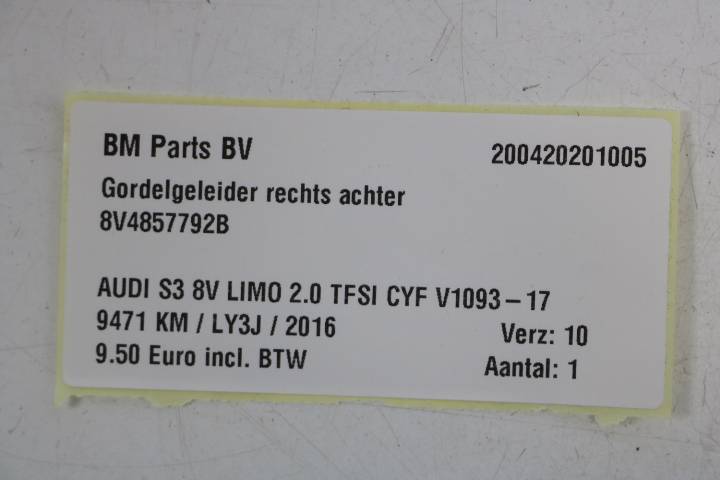 BM Parts BV 200420201005
Gordelgeleider rechts achter
8V4857792B
AUDI S3 8V LIMO 2.0 TFSI CYF V1093-17
9471 KM / LY3J / 2016 Verz: 10
9.50 Euro incl. BTW Aantal: 1